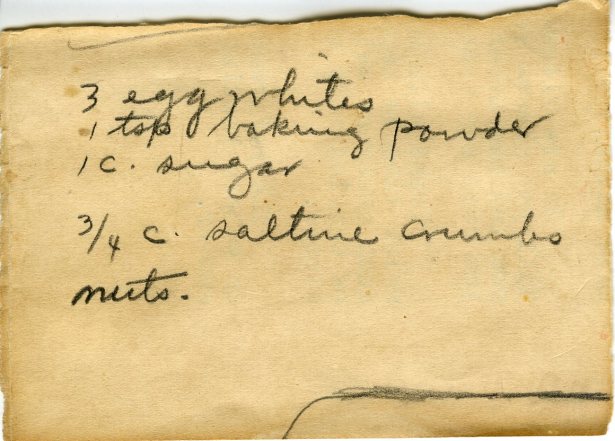 3 egg whites
1 tsp baking powder
1 c. sugar
3/4 c. saltine crumbs
nuts.